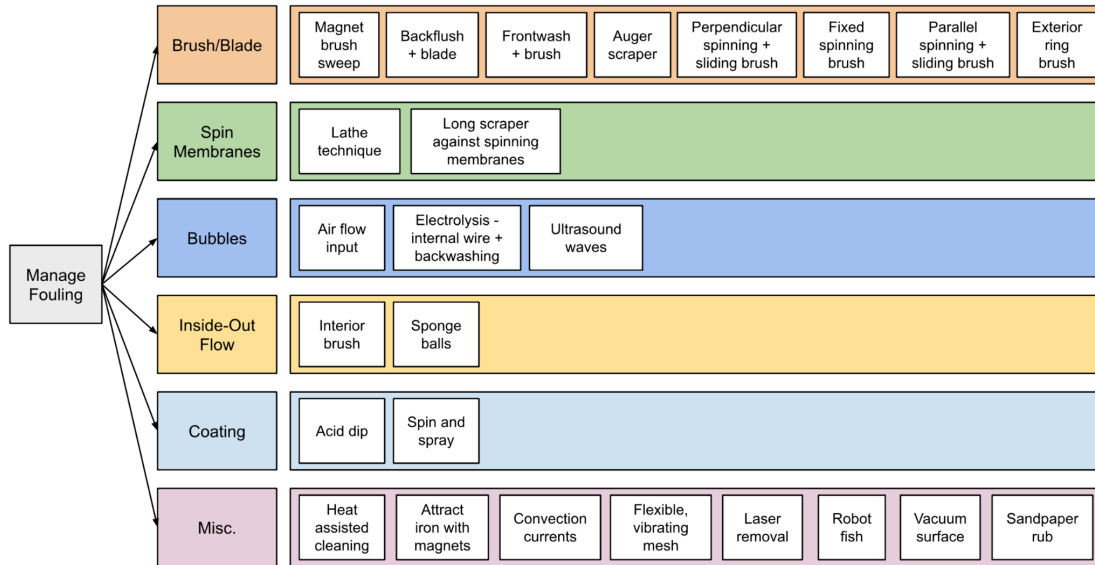 Manage
Fouling
Brush/Blade
Magnet
brush
sweep
Backflush
+ blade
Frontwash
+ brush
Auger
scraper
Perpendicular
spinning +
sliding brush
Fixed
spinning
brush
Parallel
spinning +
sliding brush
Exterior
ring
brush
Spin
Membranes
Lathe
technique
Long scraper
against spinning
membranes
Bubbles
Air flow
input
Electrolysis -
internal wire +
backwashing
Ultrasound
waves
Inside-Out
Flow
Interior
brush
Sponge
balls
Coating
Acid dip
Spin and
spray
Misc.
Heat
assisted
cleaning
Attract
iron with
magnets
Convection
currents
Flexible,
vibrating
mesh
Laser
removal
Robot
fish
Vacuum
surface
Sandpaper
rub